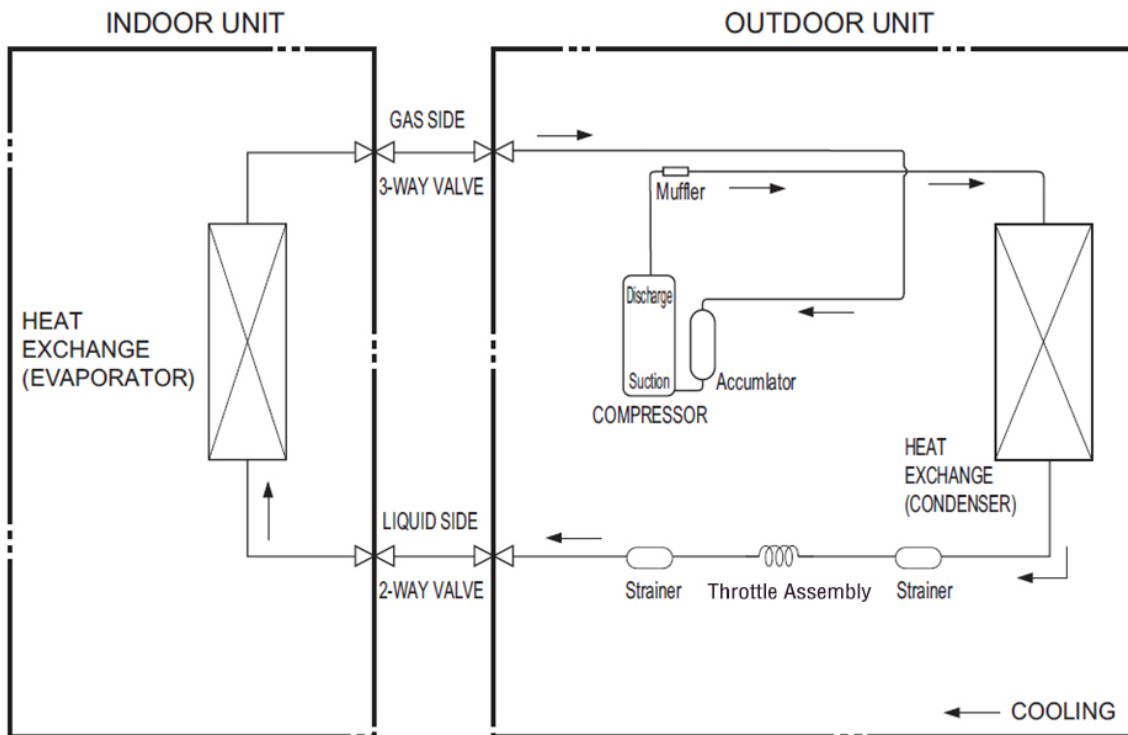 INDOOR UNIT
OUTDOOR UNIT
GAS SIDE
3-WAY VALVE
Muffler
Discharge
Suction
COMPRESSOR
Accumlator
HEAT
EXCHANGE
(EVAPORATOR)
HEAT
EXCHANGE
(CONDENSER)
LIQUID SIDE
2-WAY VALVE
Strainer
Throttle Assembly
Strainer
COOLING